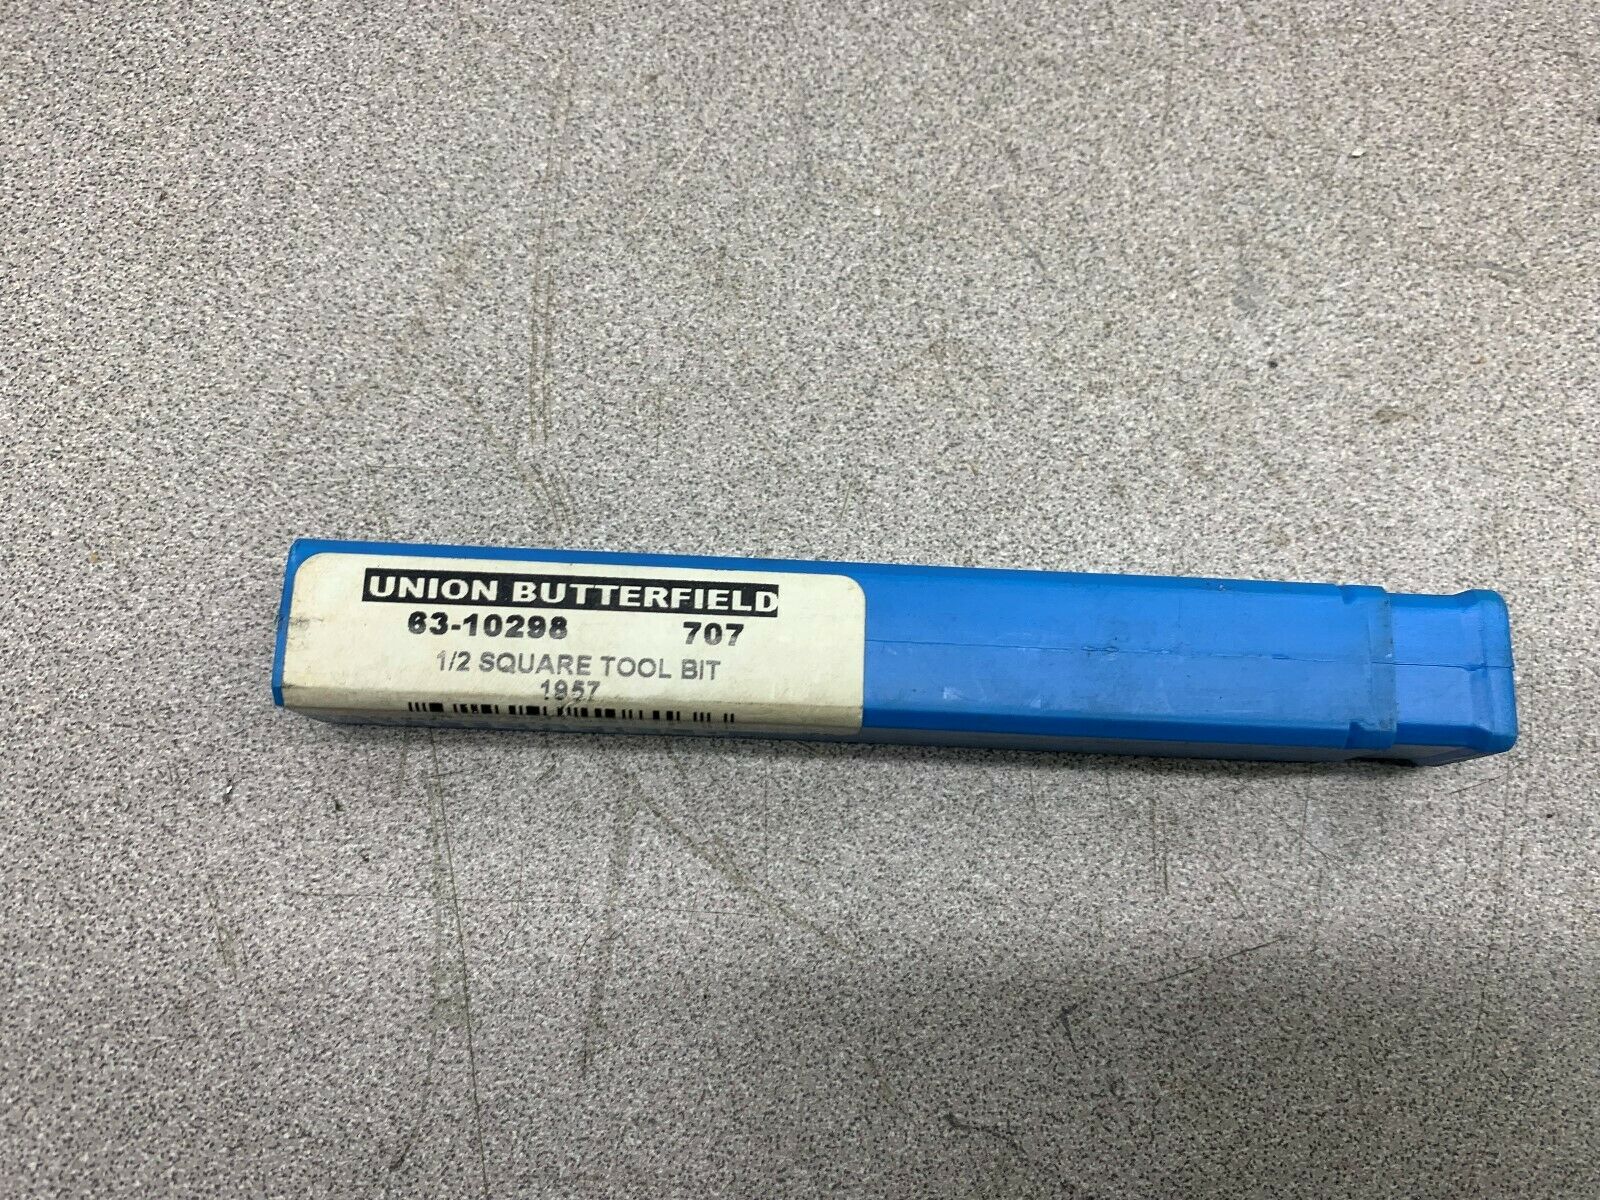 UNION BUTTERFIELD
63-10298 707
1/2 SQUARE TOOL BIT
1957